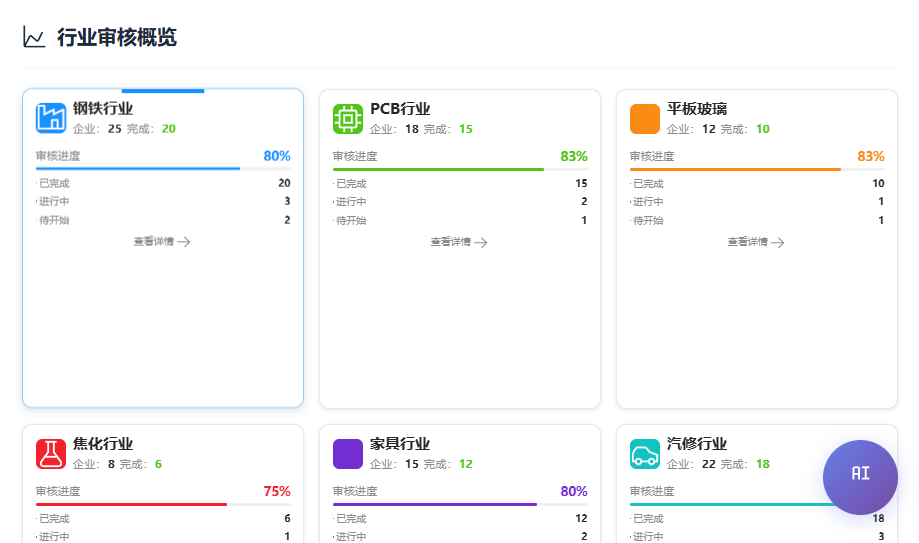 行业审核概览
钢铁行业
企业: 25 完成: 20
审核进度 80%
已完成 20
进行中 3
待开始 2
查看详情
PCB行业
企业: 18 完成: 15
审核进度 83%
已完成 15
进行中 2
待开始 1
查看详情
平板玻璃
企业: 12 完成: 10
审核进度 83%
已完成 10
进行中 1
待开始 1
查看详情
焦化行业
企业: 8 完成: 6
审核进度 75%
已完成 6
进行中 1
家具行业
企业: 15 完成: 12
审核进度 80%
已完成 12
进行中 2
汽修行业
企业: 22 完成: 18
审核进度
已完成 18
进行中 3
AI